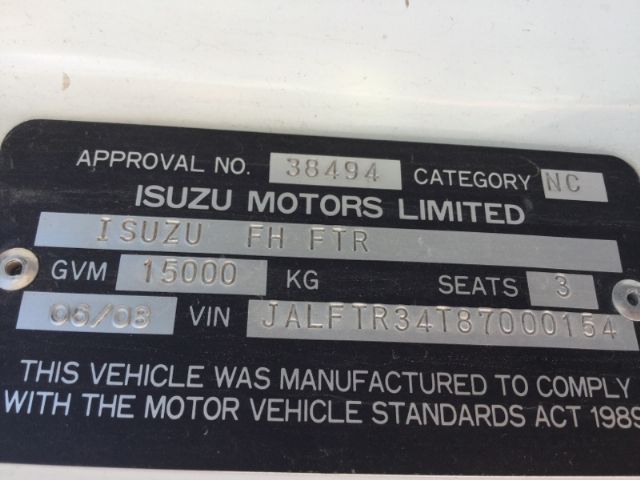 APPROVAL NO. 38494 CATEGORY NC
ISUZU MOTORS LIMITED
ISUZU FH FTR
GVM 15000 KG SEATS 3
06/08 VIN JALFTR34T87000154
THIS VEHICLE WAS MANUFACTURED TO COMPLY
WITH THE MOTOR VEHICLE STANDARDS ACT 1989